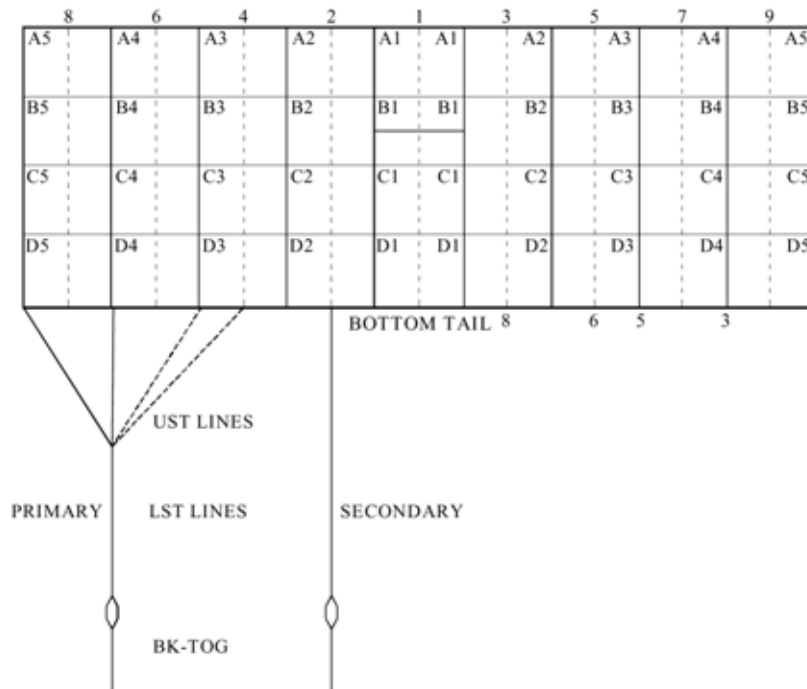 8 6 4 2 1 3 5 7 9
A5 A4 A3 A2 A1 A1 A2 A3 A4 A5
B5 B4 B3 B2 B1 B1 B2 B3 B4 B5
C5 C4 C3 C2 C1 C1 C2 C3 C4 C5
D5 D4 D3 D2 D1 D1 D2 D3 D4 D5
BOTTOM TAIL 8 6 5 3
UST LINES
PRIMARY LST LINES SECONDARY
BK-TOG